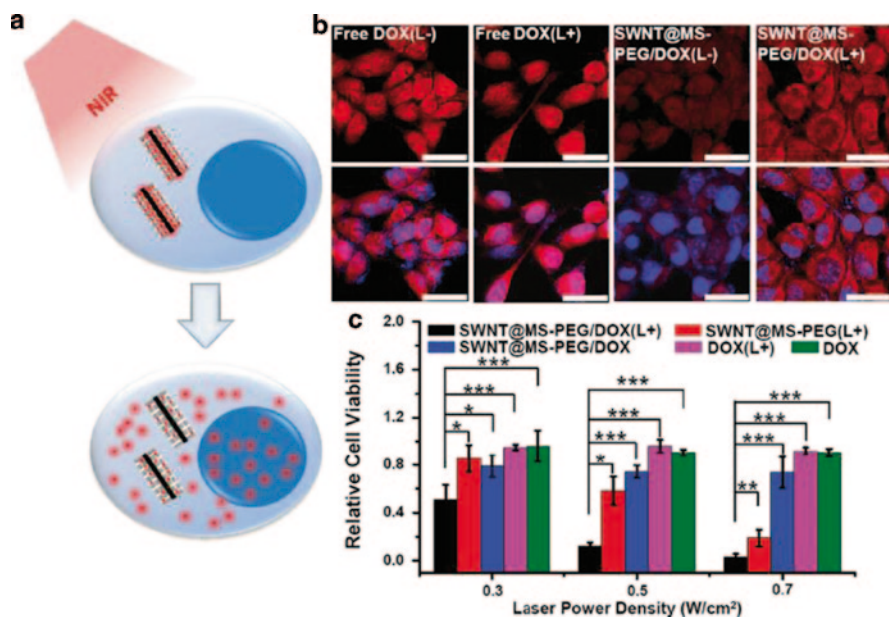 a
NIR
b
Free DOX(L-)
Free DOX(L+)
SWNT@MS-
PEG/DOX(L-)
SWNT@MS-
PEG/DOX(L+)
c
SWNT@MS-PEG/DOX(L+)
SWNT@MS-PEG(L+)
SWNT@MS-PEG/DOX
DOX(L+)
DOX
Relative Cell Viability
2.0
1.6
1.2
0.8
0.4
0.0
***
***
*
*
***
***
***
*
***
***
***
**
0.3
0.5
0.7
Laser Power Density (W/cm²)